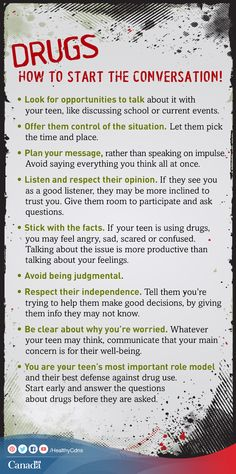 DRUGS
HOW TO START THE CONVERSATION!
• Look for opportunities to talk about it with
your teen, like discussing school or current events.
• Offer them control of the situation. Let them pick
the time and place.
• Plan your message, rather than speaking on impulse.
Avoid saying everything you think all at once.
• Listen and respect their opinion. If they see you
as a good listener, they may be more inclined to
trust you. Give them room to participate and ask
questions.
• Stick with the facts. If your teen is using drugs,
you may feel angry, sad, scared or confused.
Talking about the issue is more productive than
talking about your feelings.
• Avoid being judgmental.
• Respect their independence. Tell them you're
trying to help them make good decisions, by giving
them info they may not know.
• Be clear about why you're worried. Whatever
your teen may think, communicate that your main
concern is for their well-being.
• You are your teen's most important role model
and their best defense against drug use.
Start early and answer the questions
about drugs before they are asked.
/HealthyCdns
Canada